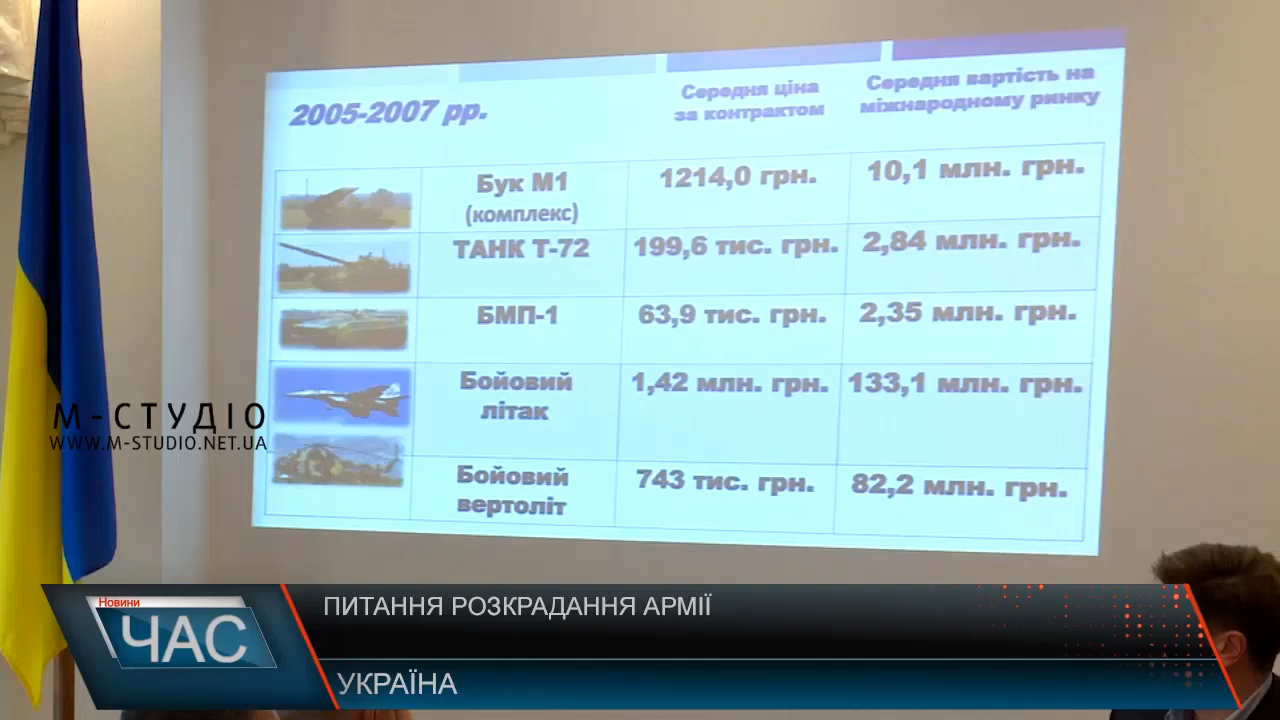 2005-2007 рр.
Середня ціна
за контрактом
Середня вартість на
міжнародному ринку
Бук М1
(комплекс)
1214,0 грн.
10,1 млн. грн.
ТАНК Т-72
199,6 тис. грн.
2,84 млн. грн.
БМП-1
63,9 тис. грн.
2,35 млн. грн.
Бойовий
літак
1,42 млн. грн.
133,1 млн. грн.
Бойовий
вертоліт
743 тис. грн.
82,2 млн. грн.
М-СТУДІО
WWW.M-STUDIO.NET.UA
Новини
ЧАС
ПИТАННЯ РОЗКРАДАННЯ АРМІЇ
УКРАЇНА